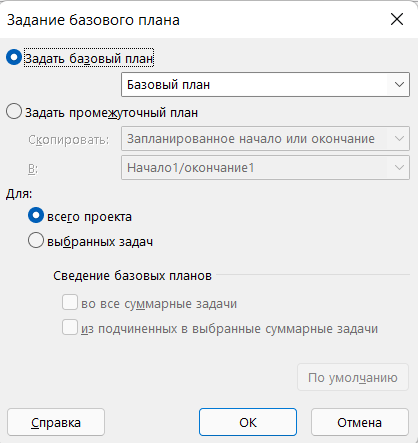 Задание базового плана
Задать базовый план
Базовый план
Задать промежуточный план
Скопировать:
Запланированное начало или окончание
В:
Начало1/окончание1
Для:
всего проекта
выбранных задач
Сведение базовых планов
во все суммарные задачи
из подчиненных в выбранные суммарные задачи
По умолчанию
Справка
ОК
Отмена